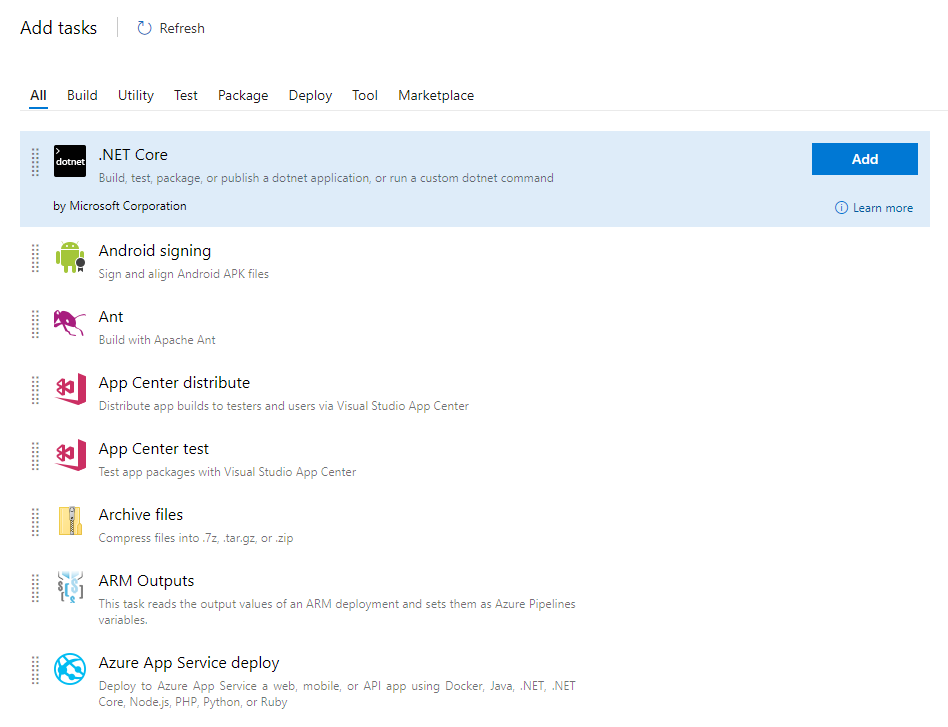 Add tasks
Refresh
All Build Utility Test Package Deploy Tool Marketplace
>
dotnet
.NET Core
Add
Build, test, package, or publish a dotnet application, or run a custom dotnet command
by Microsoft Corporation
Learn more
Android signing
Sign and align Android APK files
Ant
Build with Apache Ant
App Center distribute
Distribute app builds to testers and users via Visual Studio App Center
App Center test
Test app packages with Visual Studio App Center
Archive files
Compress files into .7z, .tar.gz, or .zip
ARM Outputs
This task reads the output values of an ARM deployment and sets them as Azure Pipelines
variables.
Azure App Service deploy
Deploy to Azure App Service a web, mobile, or API app using Docker, Java, .NET, .NET
Core, Node.js, PHP, Python, or Ruby